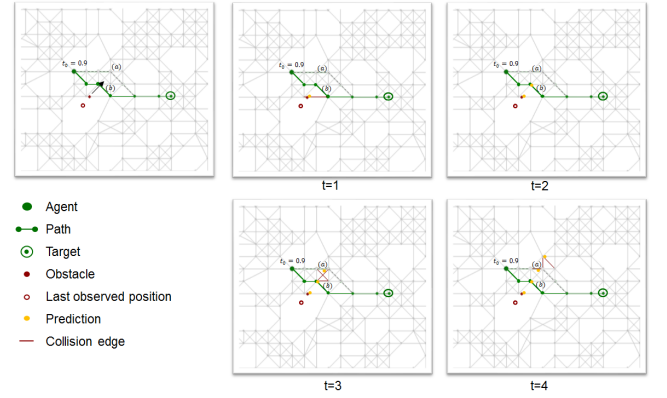 t₀ = 0.9
(a)
(b)
t₀ = 0.9
(a)
(b)
t=1
t₀ = 0.9
(a)
(b)
t=2
Agent
Path
Target
Obstacle
Last observed position
Prediction
Collision edge
t₀ = 0.9
(a)
(b)
t=3
t₀ = 0.9
(a)
(b)
t=4